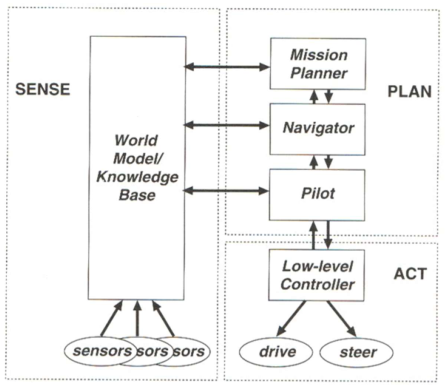 SENSE
World
Model/
Knowledge
Base
sensors sors sors
Mission
Planner
PLAN
Navigator
Pilot
Low-level
Controller
ACT
drive
steer